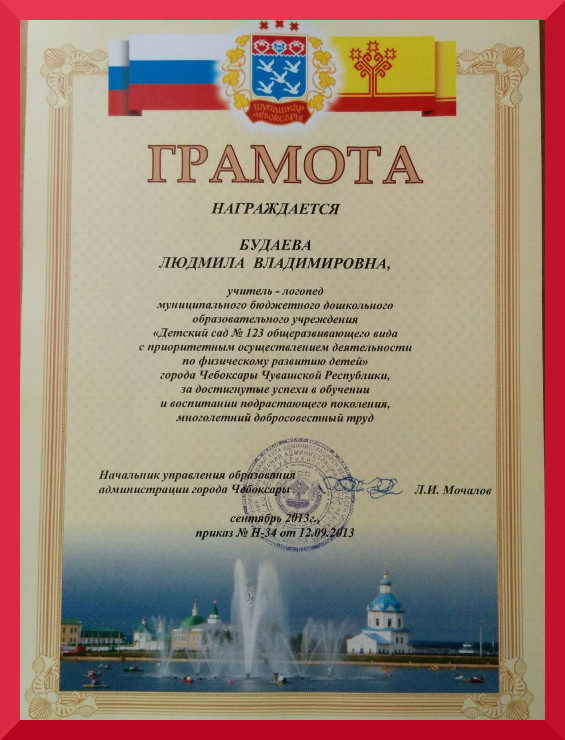 ШУПАШКАР
ЧЕБОКСАРЫ
ГРАМОТА
НАГРАЖДАЕТСЯ
БУДАЕВА
ЛЮДМИЛА ВЛАДИМИРОВНА,
учитель - логопед
муниципального бюджетного дошкольного
образовательного учреждения
«Детский сад № 123 общеразвивающего вида
с приоритетным осуществлением деятельности
по физическому развитию детей»
города Чебоксары Чувашской Республики,
за достигнутые успехи в обучении
и воспитании подрастающего поколения,
многолетний добросовестный труд
Начальник управления образования
администрации города Чебоксары
Л.И. Мочалов
сентябрь 2013г.,
приказ № Н-34 от 12.09.2013